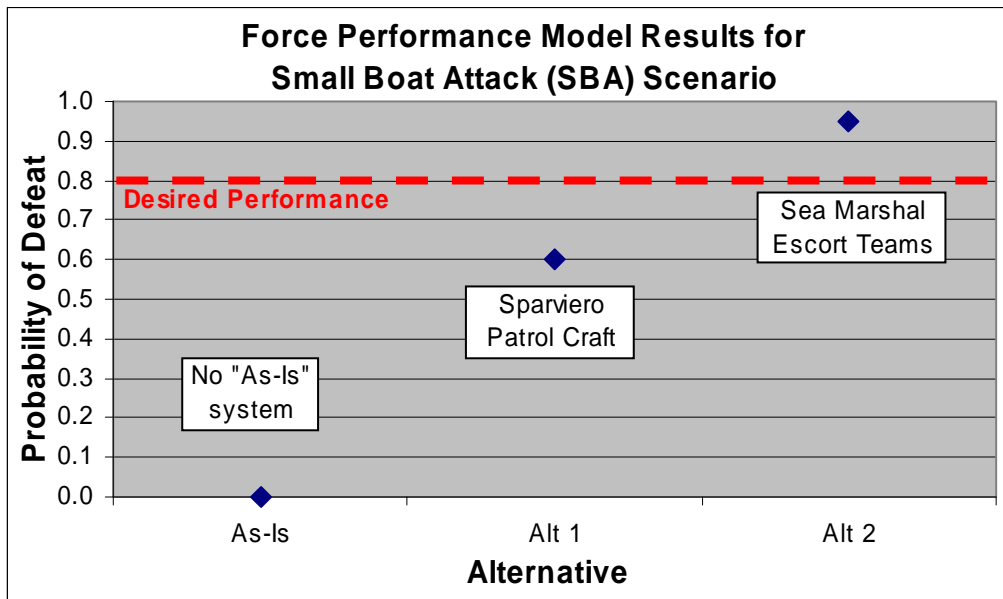 Force Performance Model Results for
Small Boat Attack (SBA) Scenario
Probability of Defeat
1.0
0.9
0.8
0.7
0.6
0.5
0.4
0.3
0.2
0.1
0.0
Desired Performance
No "As-Is"
system
Sparviero
Patrol Craft
Sea Marshal
Escort Teams
As-Is
Alt 1
Alt 2
Alternative